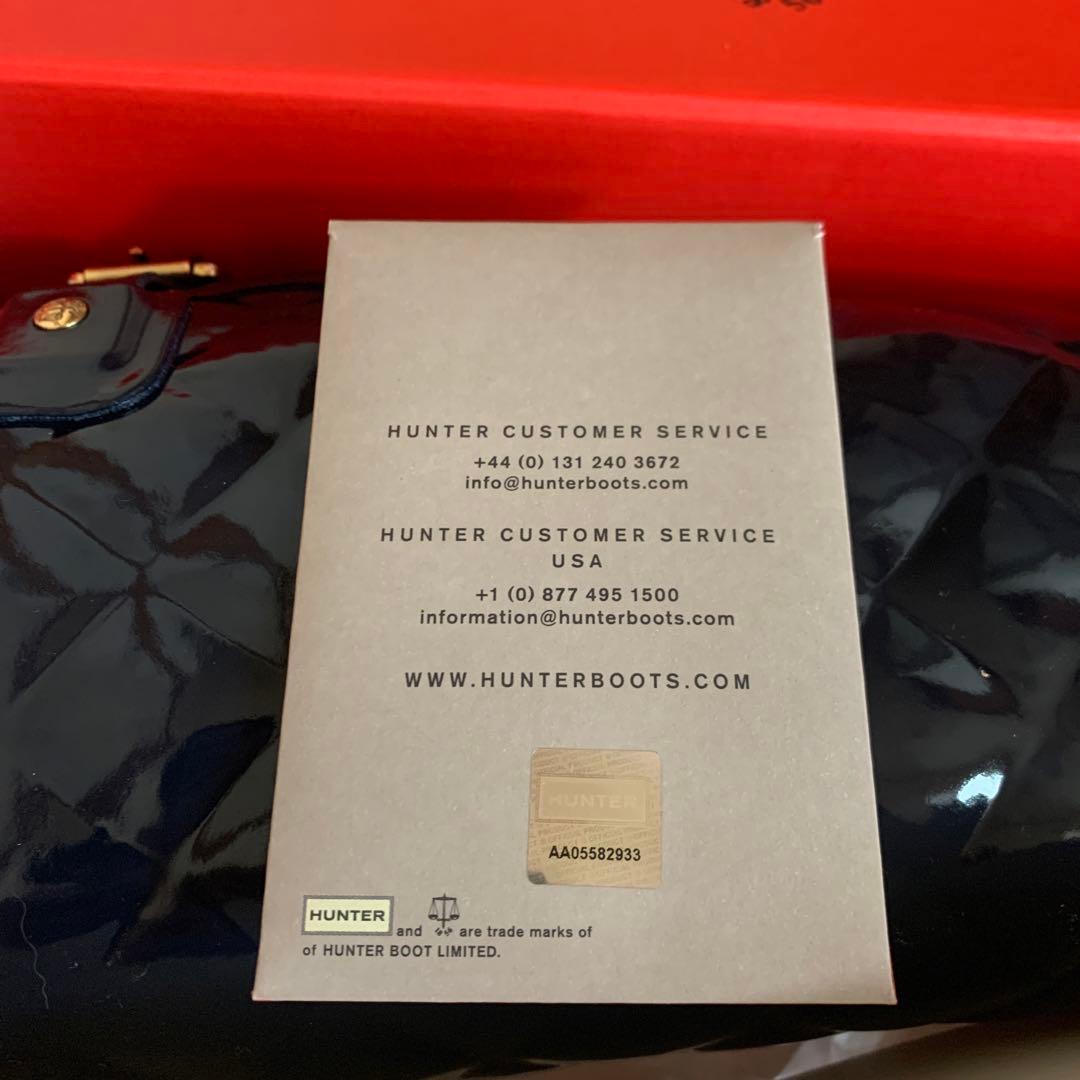 HUNTER CUSTOMER SERVICE
+44 (0) 131 240 3672
info@hunterboots.com
HUNTER CUSTOMER SERVICE
USA
+1 (0) 877 495 1500
information@hunterboots.com
WWW.HUNTERBOOTS.COM
HUNTER
AA05582933
HUNTER and are trade marks of
of HUNTER BOOT LIMITED.